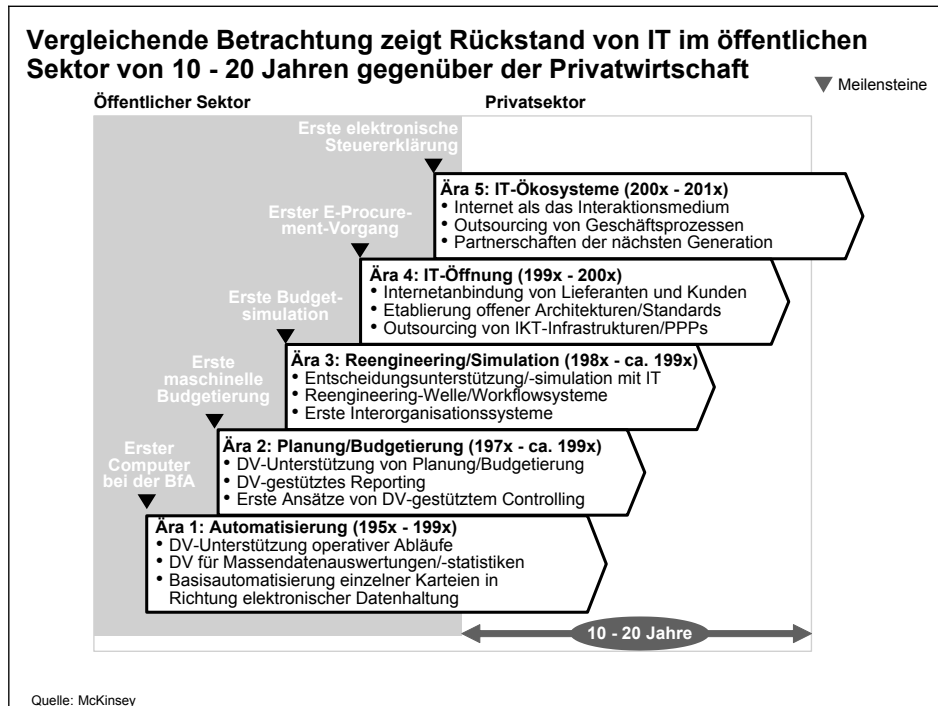 Vergleichende Betrachtung zeigt Rückstand von IT im öffentlichen
Sektor von 10 - 20 Jahren gegenüber der Privatwirtschaft
Meilensteine
Öffentlicher Sektor
Privatsektor
Erste elektronische
Steuererklärung
Ära 5: IT-Ökosysteme (200x - 201x)
• Internet als das Interaktionsmedium
• Outsourcing von Geschäftsprozessen
• Partnerschaften der nächsten Generation
Erster E-Procure-
ment-Vorgang
Ära 4: IT-Öffnung (199x - 200x)
• Internetanbindung von Lieferanten und Kunden
• Etablierung offener Architekturen/Standards
• Outsourcing von IKT-Infrastrukturen/PPPs
Erste Budget-
simulation
Ära 3: Reengineering/Simulation (198x - ca. 199x)
• Entscheidungsunterstützung/-simulation mit IT
• Reengineering-Welle/Workflowsysteme
• Erste Interorganisationssysteme
Erste
maschinelle
Budgetierung
Ära 2: Planung/Budgetierung (197x - ca. 199x)
• DV-Unterstützung von Planung/Budgetierung
• DV-gestütztes Reporting
• Erste Ansätze von DV-gestütztem Controlling
Erster
Computer
bei der BfA
Ära 1: Automatisierung (195x - 199x)
• DV-Unterstützung operativer Abläufe
• DV für Massendatenauswertungen/-statistiken
• Basisautomatisierung einzelner Karteien in
Richtung elektronischer Datenhaltung
10 - 20 Jahre
Quelle: McKinsey